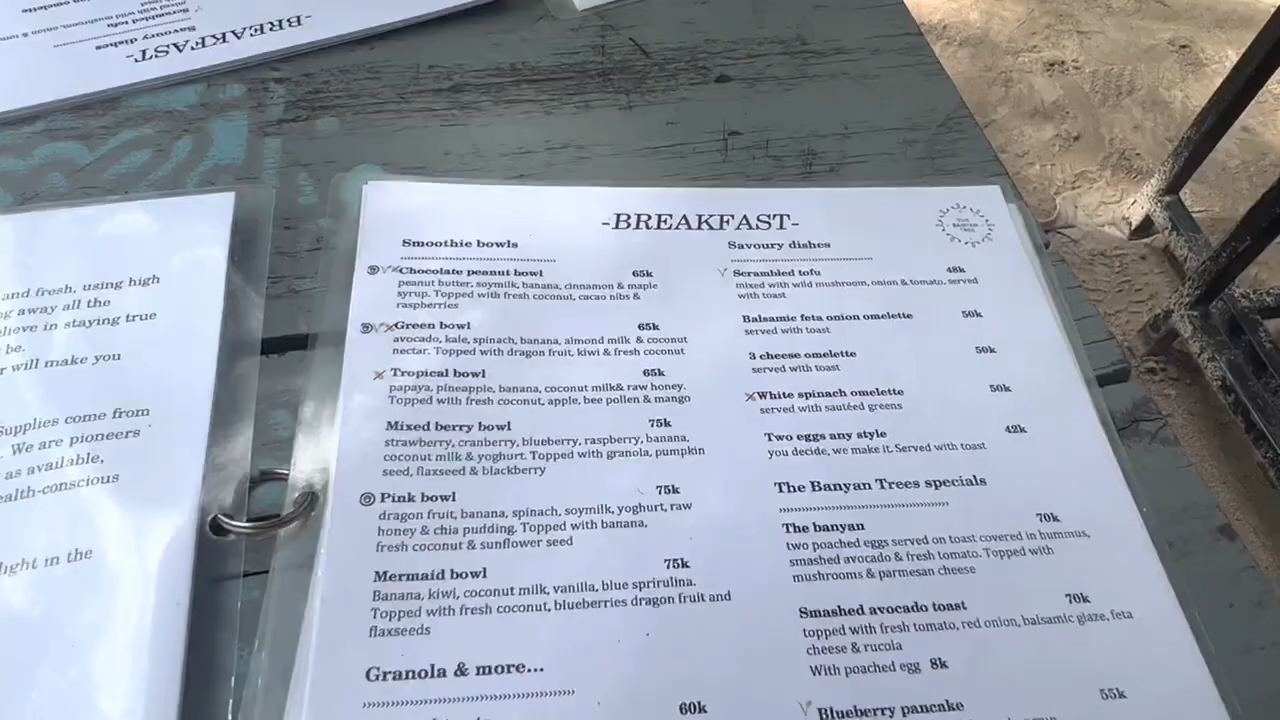 -BREAKFAST-
Savoury dishes
Scrambled tofu
and fresh, using high
away all the
believe in staying true
be.
will make you
Supplies come from
. We are pioneers
as available,
health-conscious
in the
-BREAKFAST-
THE
BANYAN
TREE
Smoothie bowls
Chocolate peanut bowl 65k
peanut butter, soymilk, banana, cinnamon & maple
syrup. Topped with fresh coconut, cacao nibs &
raspberries
Green bowl 65k
avocado, kale, spinach, banana, almond milk & coconut
nectar. Topped with dragon fruit, kiwi & fresh coconut
Tropical bowl 65k
papaya, pineapple, banana, coconut milk& raw honey.
Topped with fresh coconut, apple, bee pollen & mango
Mixed berry bowl 75k
strawberry, cranberry, blueberry, raspberry, banana,
coconut milk & yoghurt. Topped with granola, pumpkin
seed, flaxseed & blackberry
Pink bowl 75k
dragon fruit, banana, spinach, soymilk, yoghurt, raw
honey & chia pudding. Topped with banana,
fresh coconut & sunflower seed
Mermaid bowl 75k
Banana, kiwi, coconut milk, vanilla, blue sprirulina.
Topped with fresh coconut, blueberries dragon fruit and
flaxseeds
Granola & more...
60k
Savoury dishes
Scrambled tofu 48k
mixed with wild mushroom, onion & tomato, served
with toast
Balsamic feta onion omelette 50k
served with toast
3 cheese omelette 50k
served with toast
White spinach omelette 50k
served with sautéed greens
Two eggs any style 42k
you decide, we make it. Served with toast
The Banyan Trees specials
The banyan 70k
two poached eggs served on toast covered in hummus,
smashed avocado & fresh tomato. Topped with
mushrooms & parmesan cheese
Smashed avocado toast 70k
topped with fresh tomato, red onion, balsamic glaze, feta
cheese & rucola
With poached egg 8k
Blueberry pancake 55k